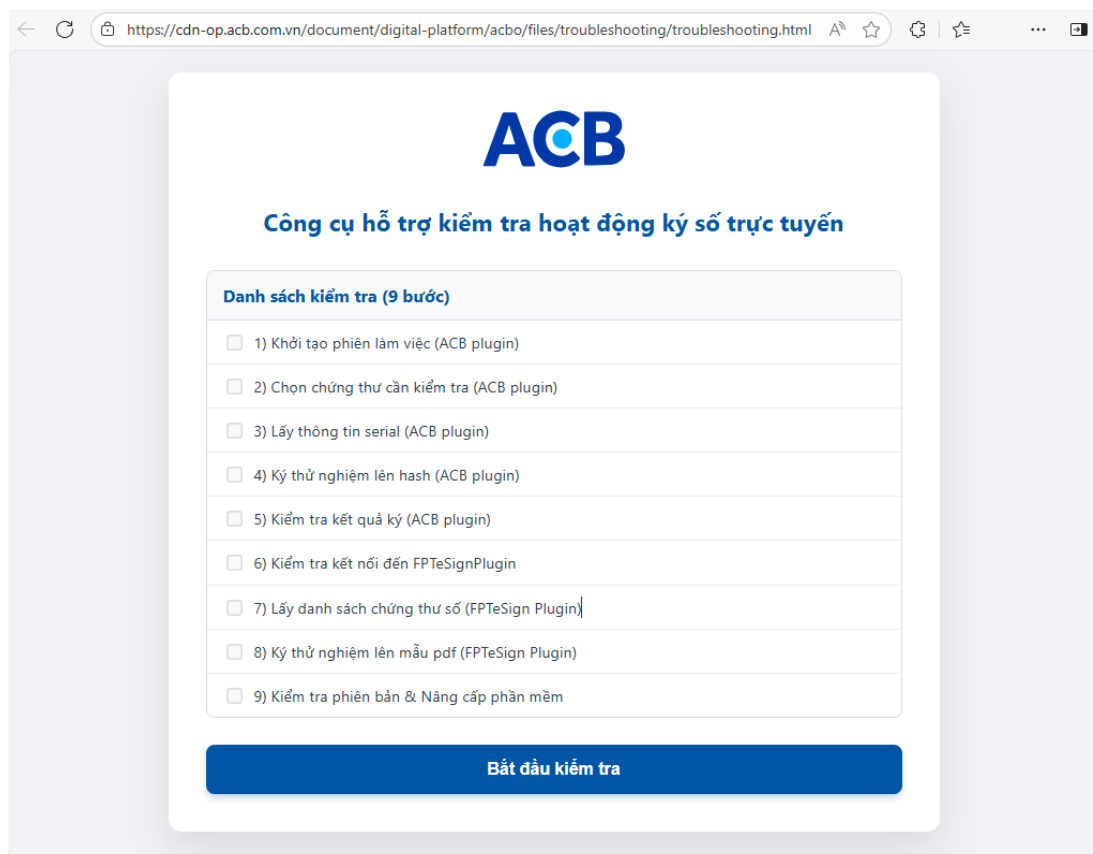 https://cdn-op.acb.com.vn/document/digital-platform/acbo/files/troubleshooting/troubleshooting.html
ACB
Công cụ hỗ trợ kiểm tra hoạt động ký số trực tuyến
Danh sách kiểm tra (9 bước)
1) Khởi tạo phiên làm việc (ACB plugin)
2) Chọn chứng thư cần kiểm tra (ACB plugin)
3) Lấy thông tin serial (ACB plugin)
4) Ký thử nghiệm lên hash (ACB plugin)
5) Kiểm tra kết quả ký (ACB plugin)
6) Kiểm tra kết nối đến FPTeSignPlugin
7) Lấy danh sách chứng thư số (FPTeSign Plugin)
8) Ký thử nghiệm lên mẫu pdf (FPTeSign Plugin)
9) Kiểm tra phiên bản & Nâng cấp phần mềm
Bắt đầu kiểm tra